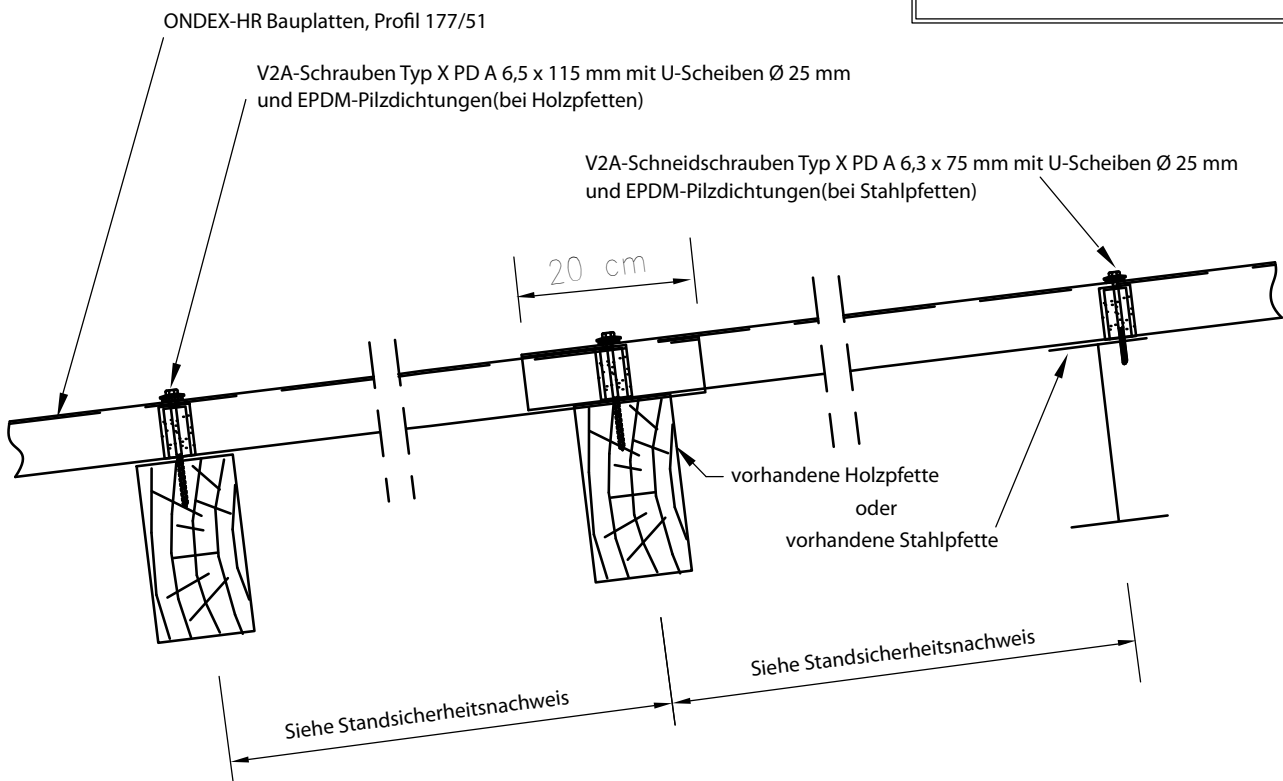 ONDEX-HR Bauplatten, Profil 177/51
V2A-Schrauben Typ X PD A 6,5 x 115 mm mit U-Scheiben Ø 25 mm
und EPDM-Pilzdichtungen(bei Holzpfetten)
V2A-Schneidschrauben Typ X PD A 6,3 x 75 mm mit U-Scheiben Ø 25 mm
und EPDM-Pilzdichtungen(bei Stahlpfetten)
20 cm
vorhandene Holzpfette
oder
vorhandene Stahlpfette
Siehe Standsicherheitsnachweis
Siehe Standsicherheitsnachweis